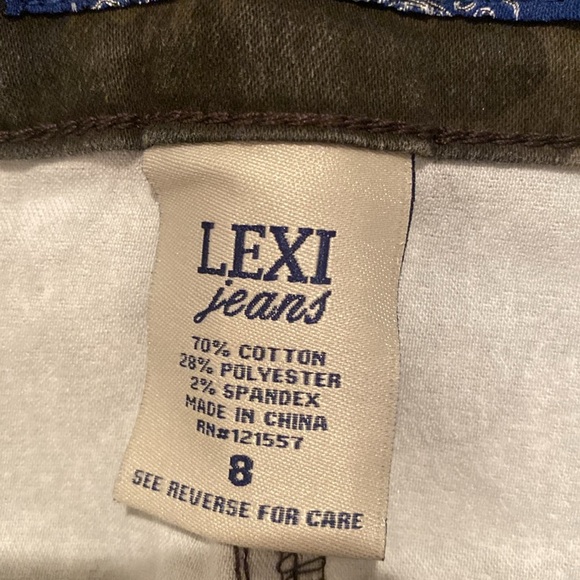 LEXI
jeans
70% COTTON
28% POLYESTER
2% SPANDEX
MADE IN CHINA
RN#121557
8
SEE REVERSE FOR CARE